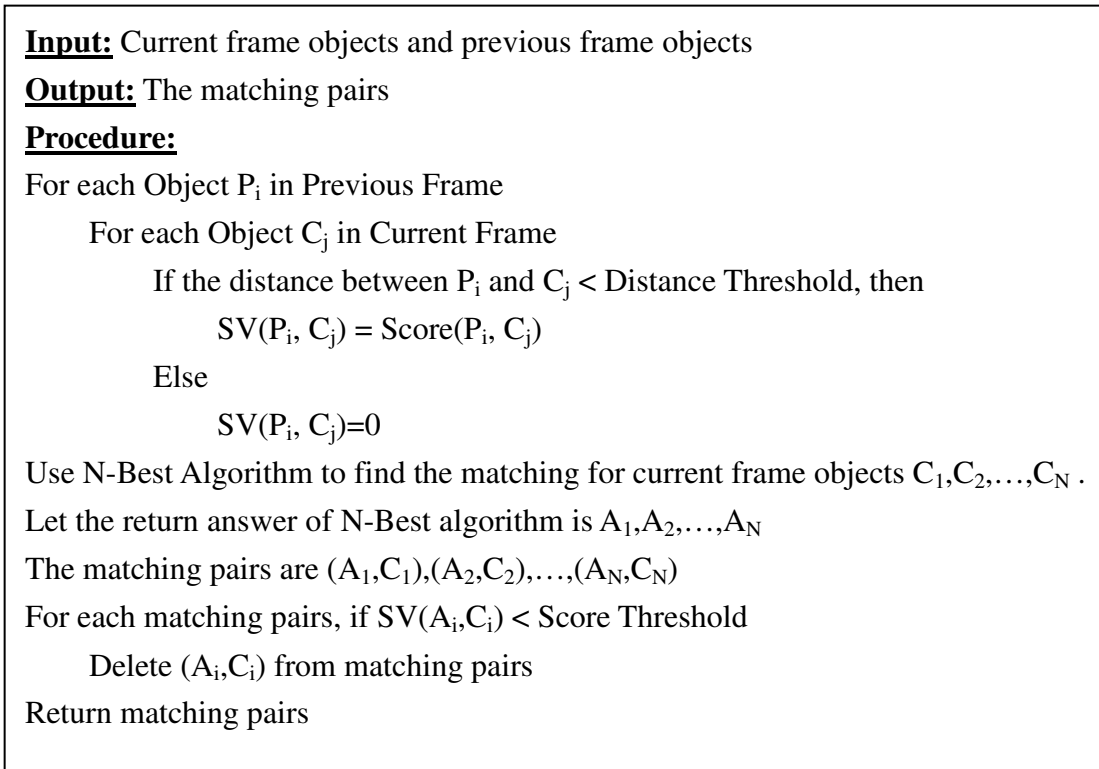 Input: Current frame objects and previous frame objects
Output: The matching pairs
Procedure:
For each Object Pi in Previous Frame
For each Object Cj in Current Frame
If the distance between Pi and Cj < Distance Threshold, then
SV(Pi, Cj) = Score(Pi, Cj)
Else
SV(Pi, Cj)=0
Use N-Best Algorithm to find the matching for current frame objects C1,C2,…,CN .
Let the return answer of N-Best algorithm is A1,A2,…,AN
The matching pairs are (A1,C1),(A2,C2),…,(AN,CN)
For each matching pairs, if SV(Ai,Ci) < Score Threshold
Delete (Ai,Ci) from matching pairs
Return matching pairs